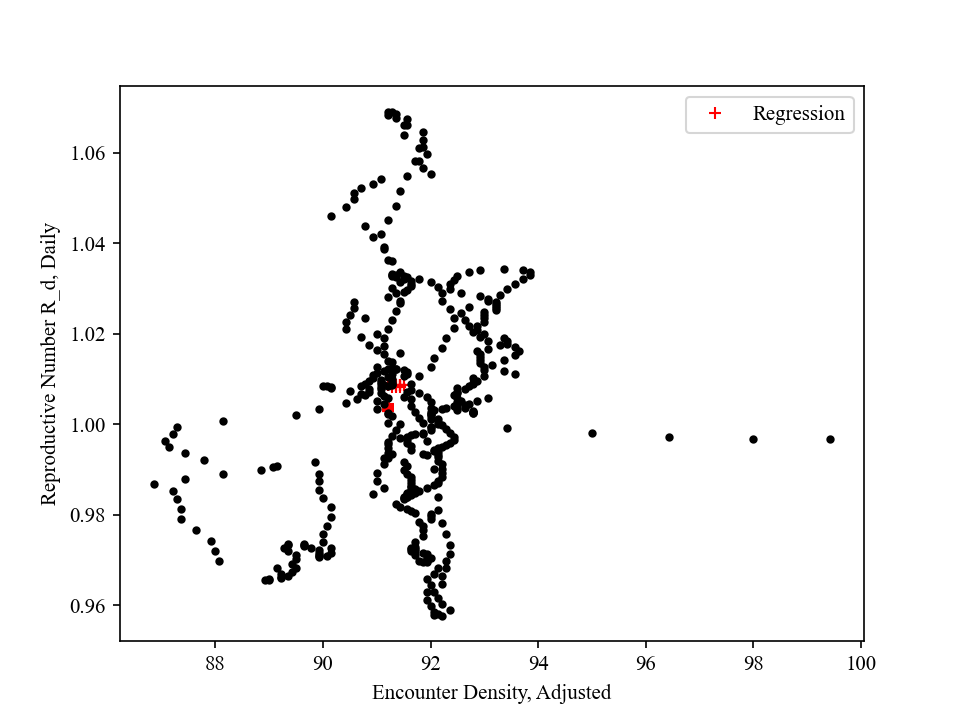 Regression
1.06
1.04
1.02
1.00
0.98
0.96
Reproductive Number R_d, Daily
88 90 92 94 96 98 100
Encounter Density, Adjusted